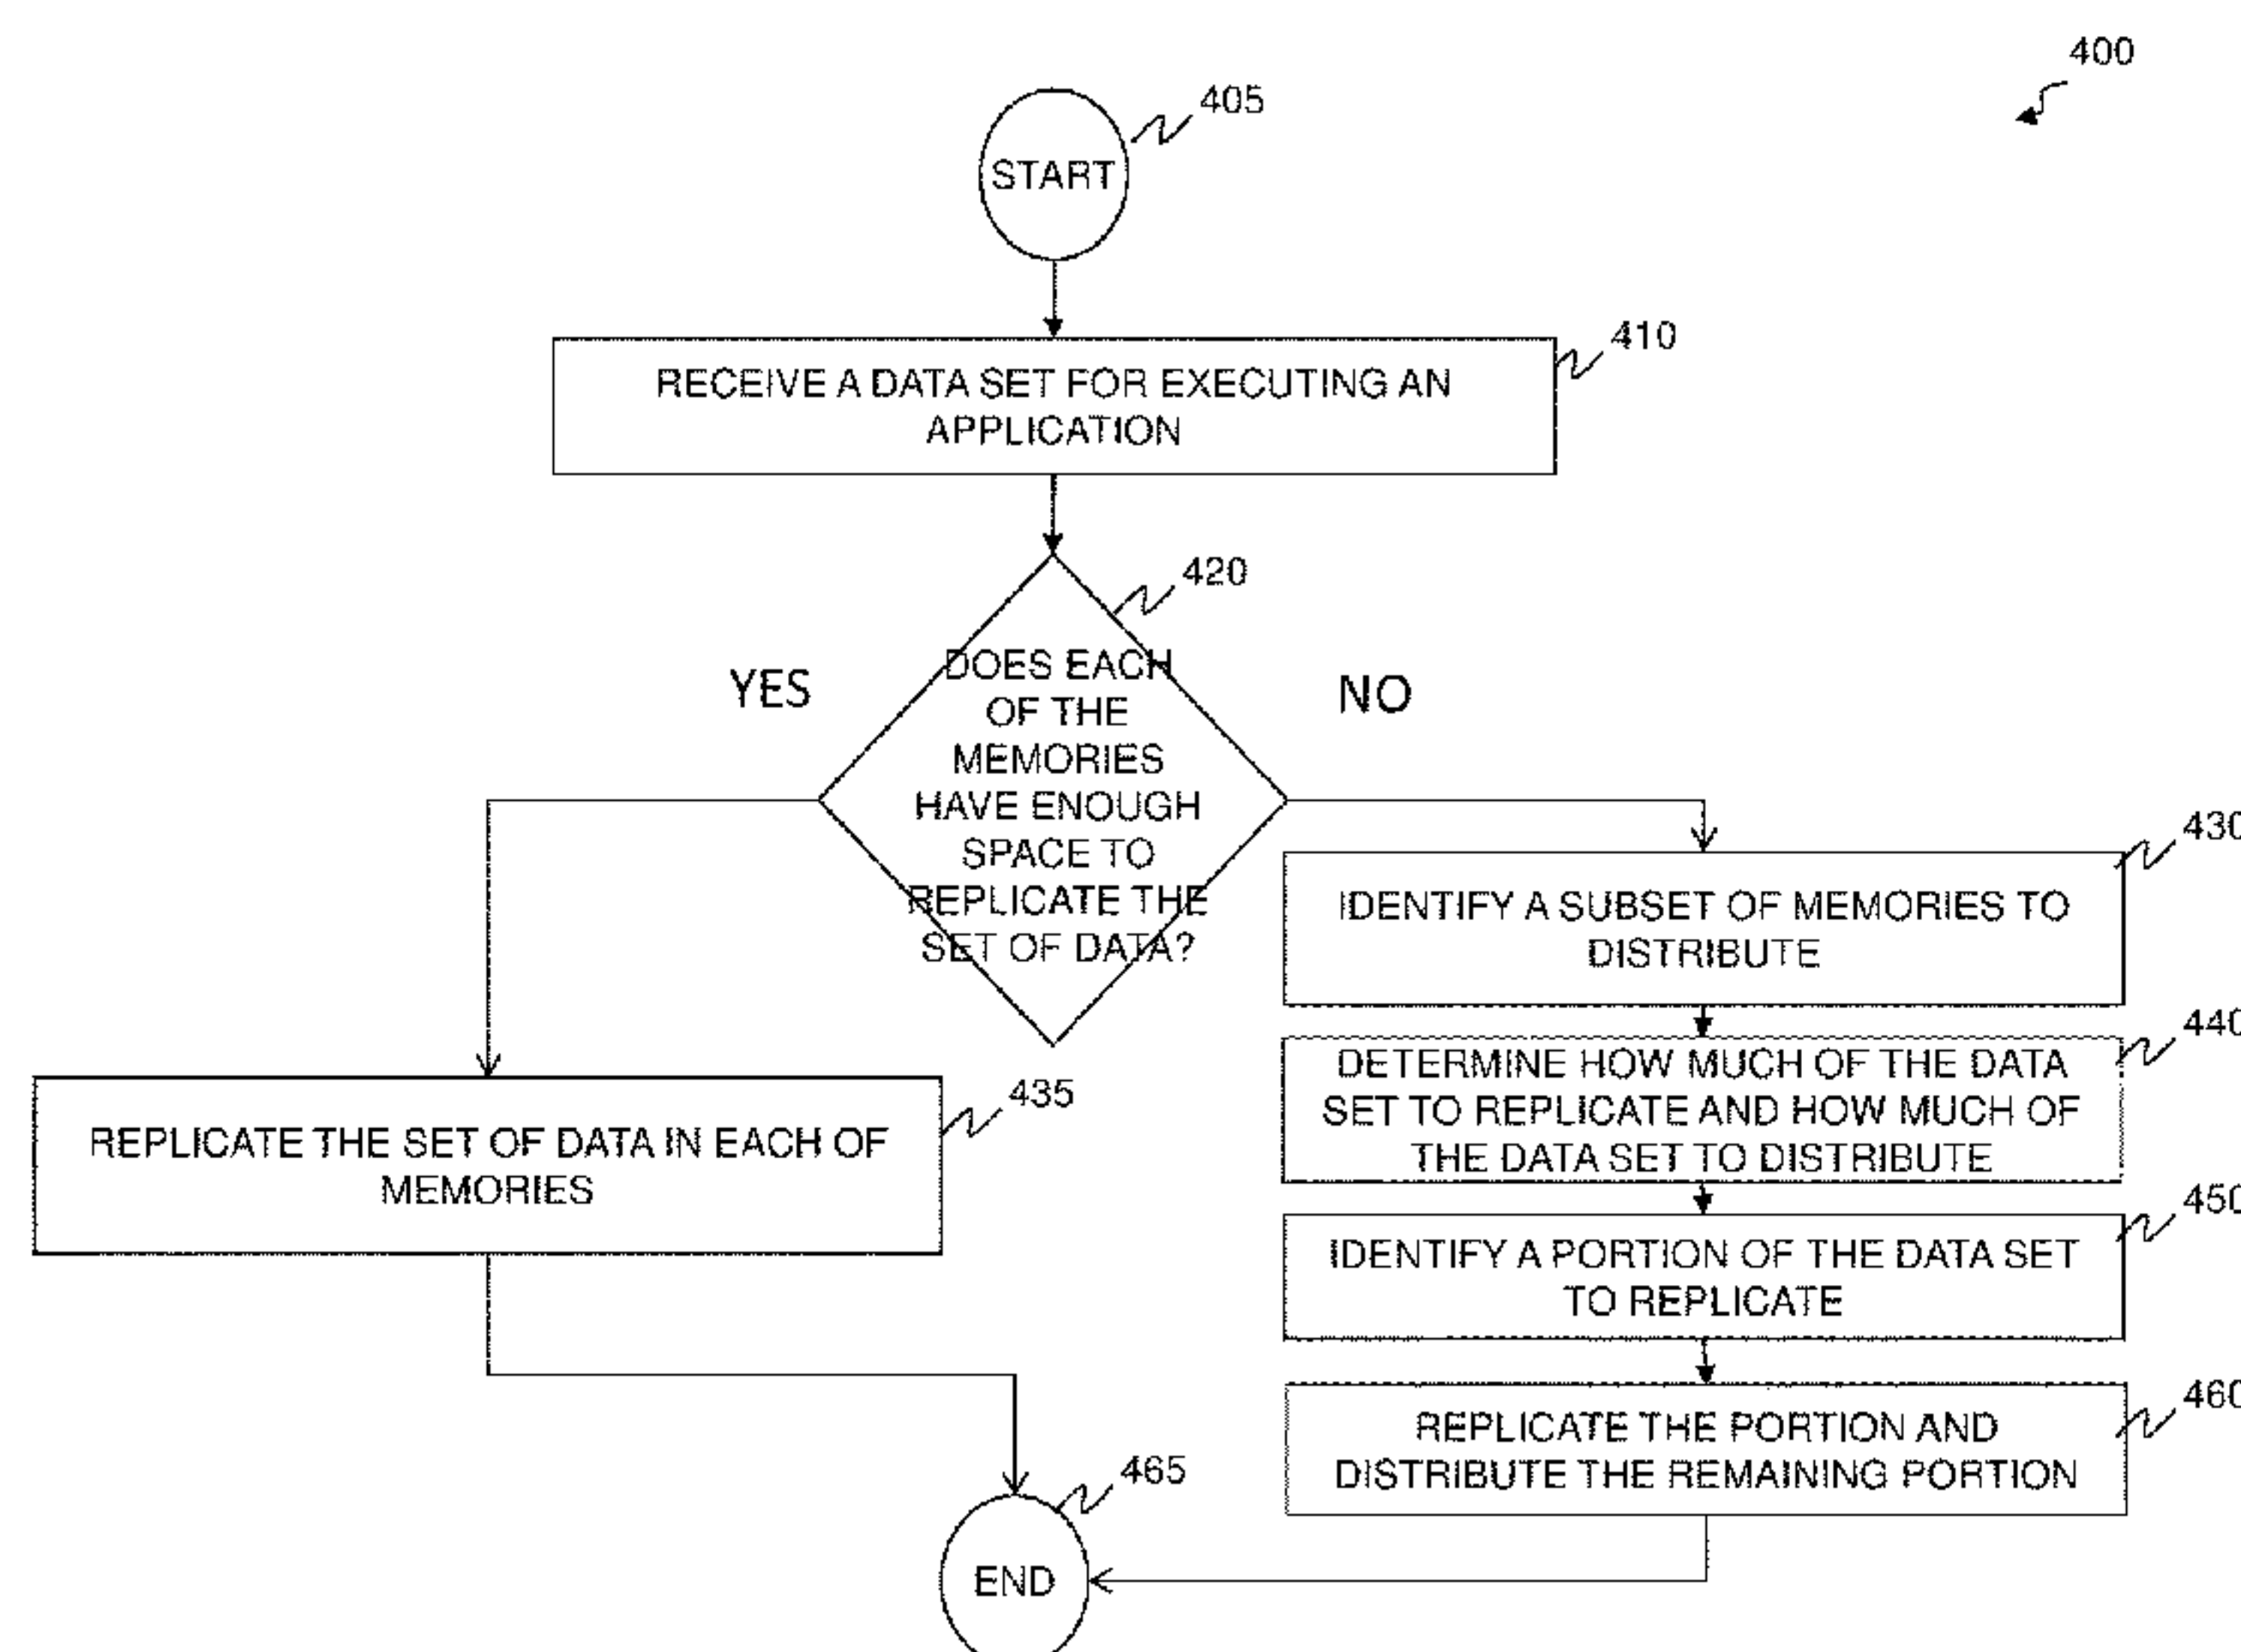 400
405
START
410
RECEIVE A DATA SET FOR EXECUTING AN
APPLICATION
420
YES
NO
DOES EACH
OF THE
MEMORIES
HAVE ENOUGH
SPACE TO
REPLICATE THE
SET OF DATA?
430
IDENTIFY A SUBSET OF MEMORIES TO
DISTRIBUTE
440
DETERMINE HOW MUCH OF THE DATA
SET TO REPLICATE AND HOW MUCH OF
THE DATA SET TO DISTRIBUTE
435
REPLICATE THE SET OF DATA IN EACH OF
MEMORIES
450
IDENTIFY A PORTION OF THE DATA SET
TO REPLICATE
460
REPLICATE THE PORTION AND
DISTRIBUTE THE REMAINING PORTION
465
END